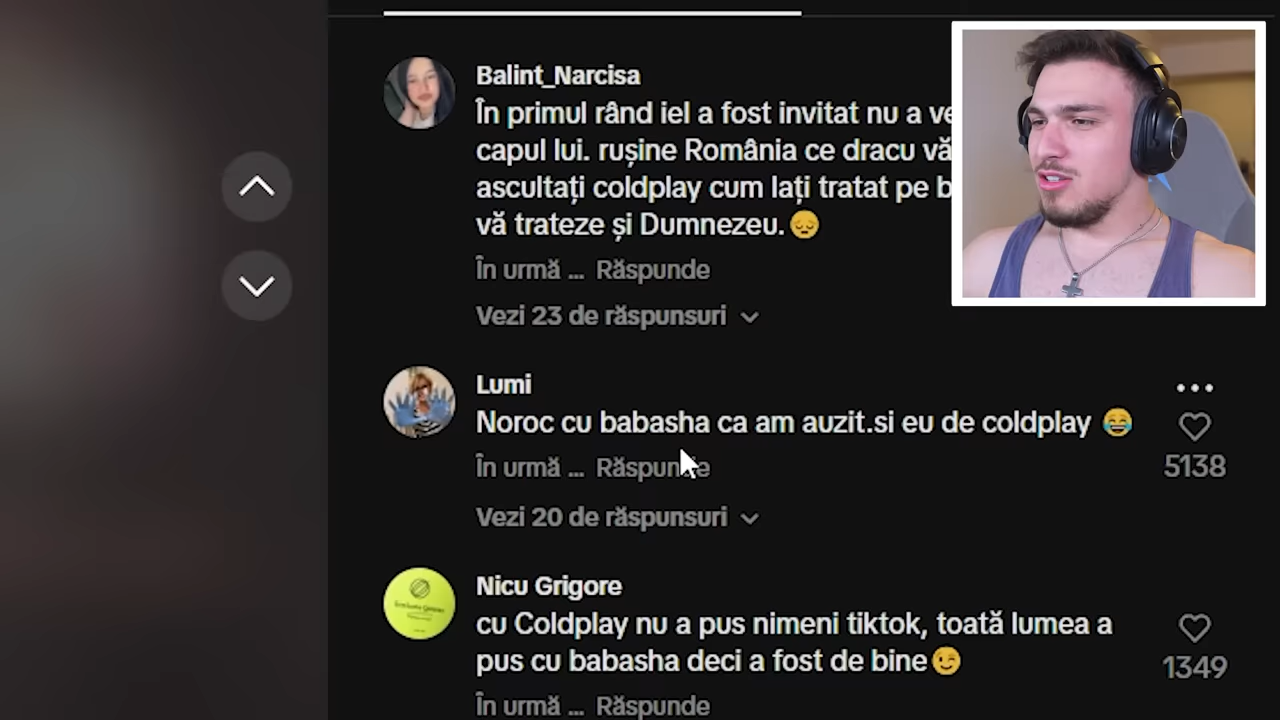 Balint_Narcisa
În primul rând iel a fost invitat nu a
capul lui. rușine România ce dracu vă
ascultați coldplay cum lați tratat pe
vă trateze și Dumnezeu.😔
În urmă ... Răspunde
Vezi 23 de răspunsuri
Lumi
Noroc cu babasha ca am auzit.si eu de coldplay 😂
În urmă ... Răspunde
5138
Vezi 20 de răspunsuri
Nicu Grigore
cu Coldplay nu a pus nimeni tiktok, toată lumea a
pus cu babasha deci a fost de bine😉
1349
În urmă ... Răspunde